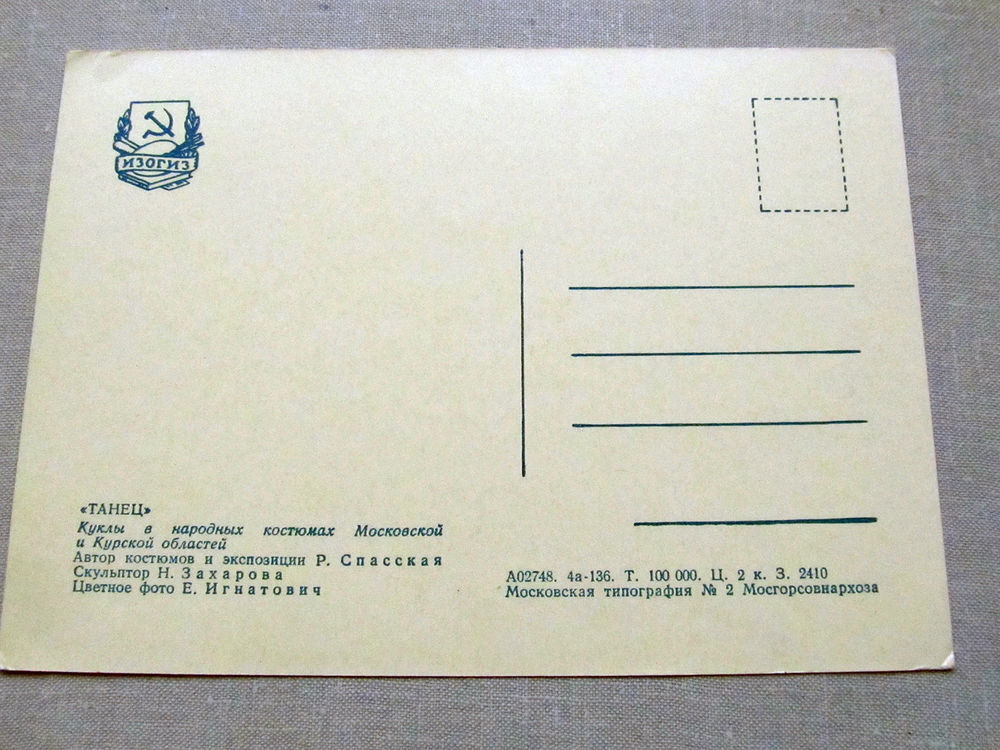 ИЗОГИЗ
«ТАНЕЦ»
Куклы в народных костюмах Московской
и Курской областей
Автор костюмов и экспозиции Р. Спасская
Скульптор Н. Захарова
Цветное фото Е. Игнатович
А02748. 4а-136. Т. 100 000. Ц. 2 к. З. 2410
Московская типография № 2 Мосгорсовнархоза